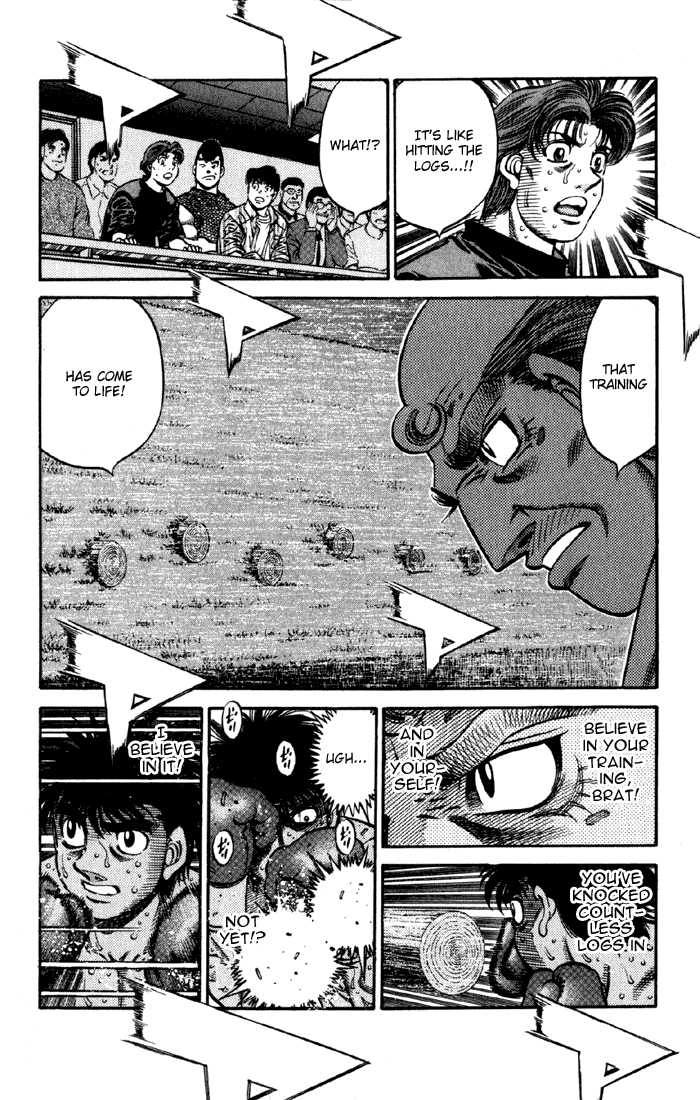 IT'S LIKE
HITTING THE
LOGS...!!
WHAT!?
THAT
TRAINING
HAS COME
TO LIFE!
BELIEVE
IN YOUR
TRAIN-
ING,
BRAT!
AND
IN
YOUR-
SELF!
YOU'VE
KNOCKED
COUNT-
LESS
LOGS IN.
UGH...
NOT
YET!?
I
BELIEVE
IN IT!